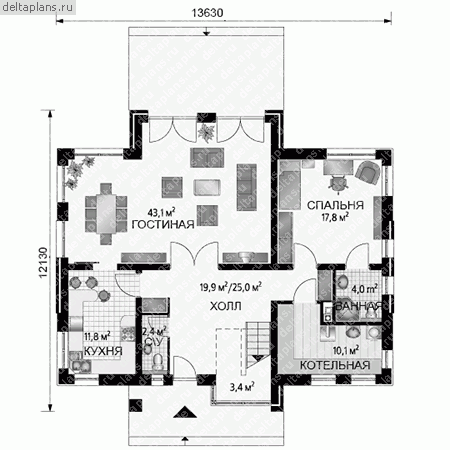 deltaplans.ru
13630
12130
43,1 м²
ГОСТИНАЯ
СПАЛЬНЯ
17,8 м²
19,9 м²/25,0 м²
ХОЛЛ
4,0 m²
ВАННАЯ
11,8 м²
КУХНЯ
2,4 м²
С/У
10,1 м²
КОТЕЛЬНАЯ
3,4 м²